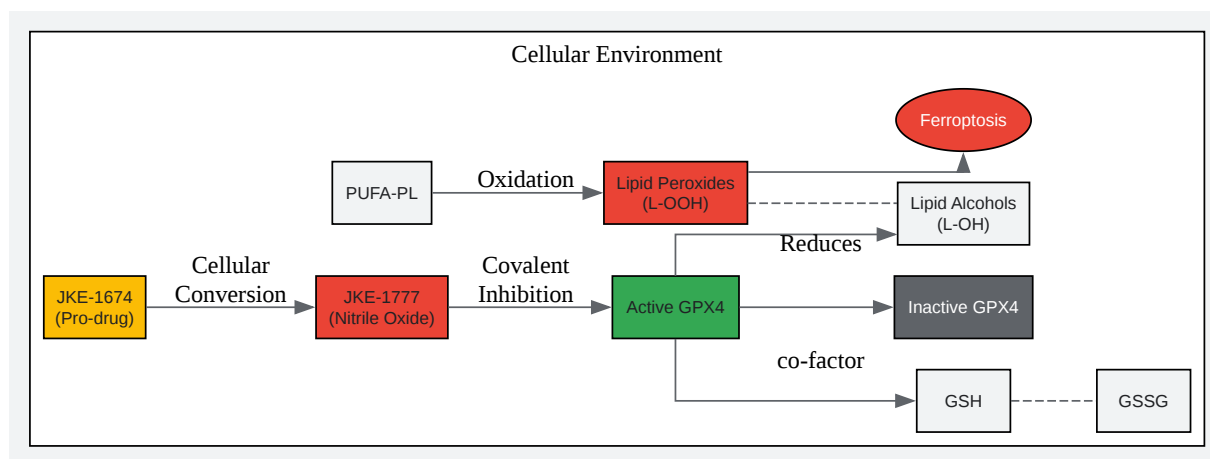 Cellular Environment
Ferroptosis
PUFA-PL
Oxidation
Lipid Peroxides
(L-OOH)
Lipid Alcohols
(L-OH)
Reduces
JKE-1674
(Pro-drug)
Cellular
Conversion
JKE-1777
(Nitrile Oxide)
Covalent
Inhibition
Active GPX4
Inactive GPX4
co-factor
GSH
GSSG